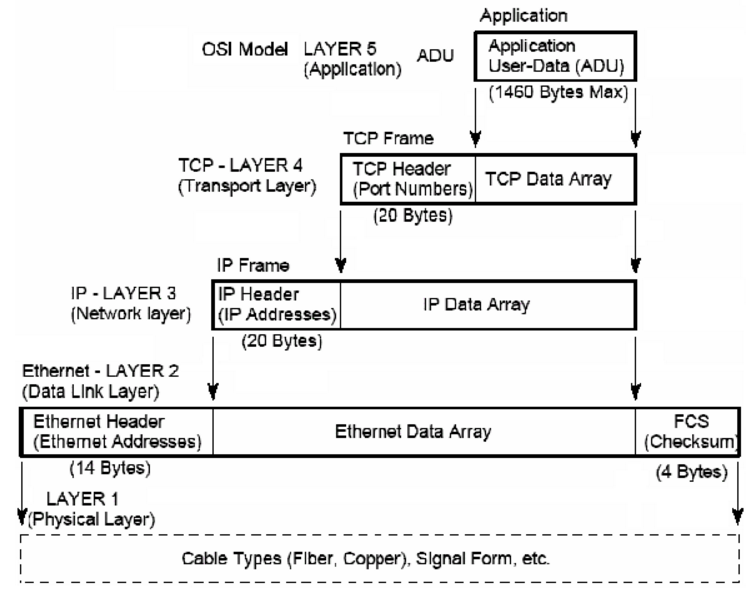 Application
OSI Model LAYER 5 ADU
(Application)
Application
User-Data (ADU)
(1460 Bytes Max)
TCP Frame
TCP - LAYER 4
(Transport Layer)
TCP Header
(Port Numbers)
TCP Data Array
(20 Bytes)
IP Frame
IP - LAYER 3
(Network layer)
IP Header
(IP Addresses)
IP Data Array
(20 Bytes)
Ethernet - LAYER 2
(Data Link Layer)
Ethernet Header
(Ethernet Addresses)
Ethernet Data Array
FCS
(Checksum)
(14 Bytes)
(4 Bytes)
LAYER 1
(Physical Layer)
Cable Types (Fiber, Copper), Signal Form, etc.